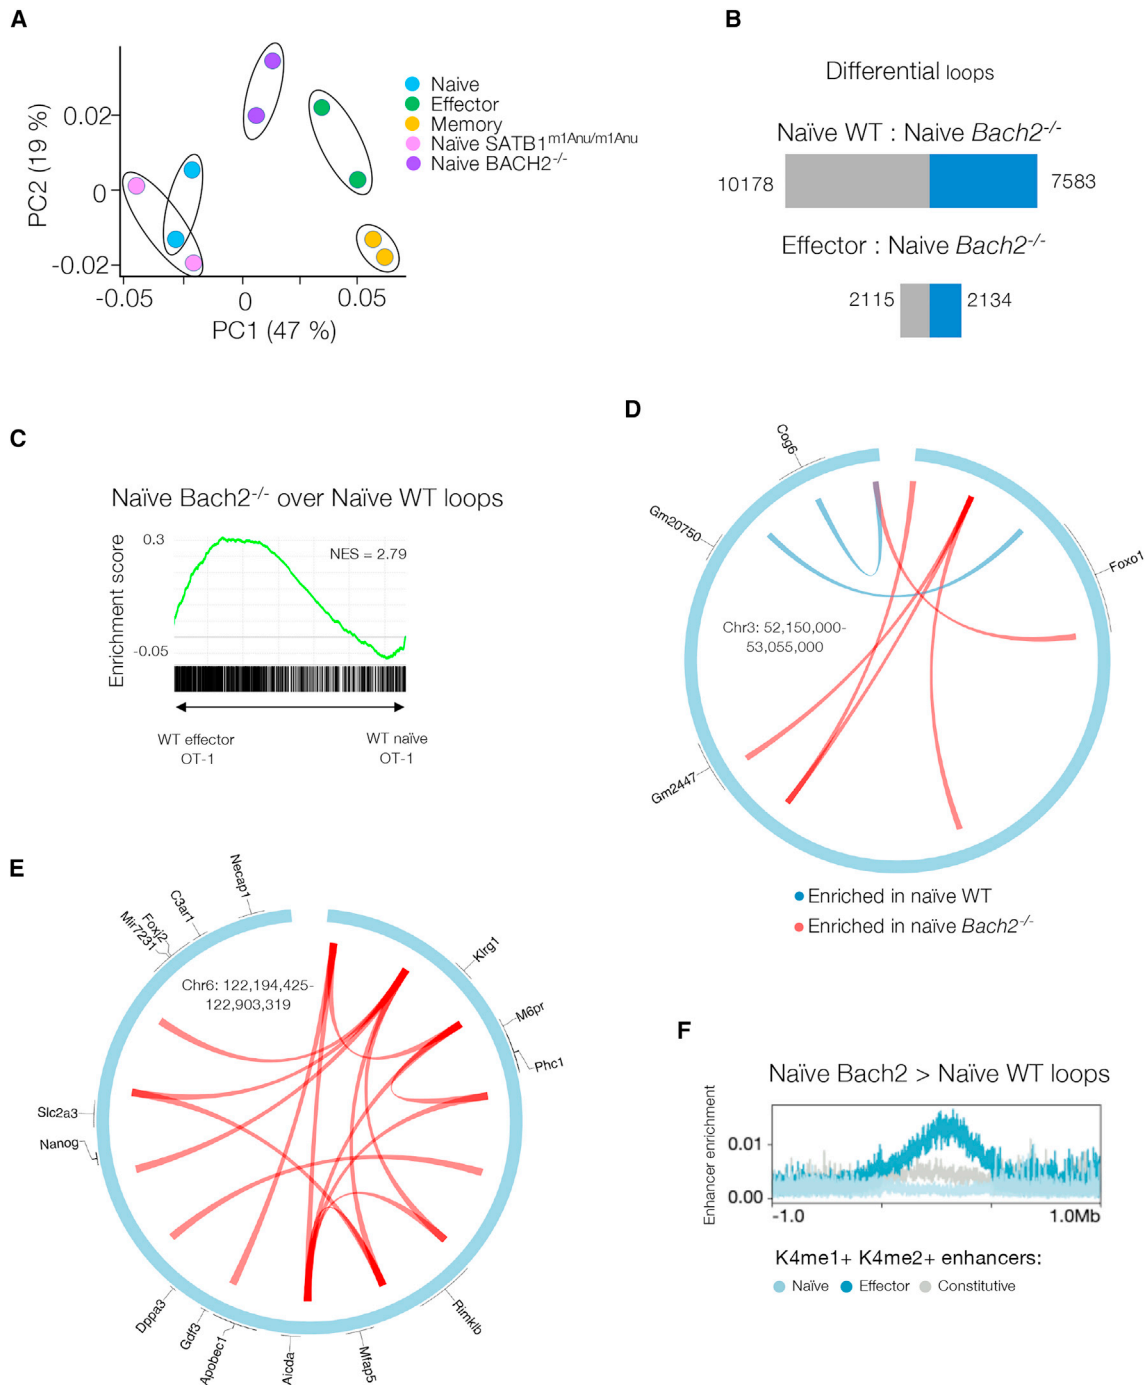 A
PC2 (19 %)
0.02
0
-0.02
-0.05
0
0.05
PC1 (47 %)
Naive
Effector
Memory
Naïve SATB1m1Anu/m1Anu
Naive BACH2-/-
B
Differential loops
Naïve WT : Naive Bach2-/-
10178
7583
Effector : Naive Bach2-/-
2115
2134
C
Naïve Bach2-/- over Naïve WT loops
Enrichment score
0.3
-0.05
NES = 2.79
WT effector
OT-1
WT naïve
OT-1
D
Cog6
Gm20750
Foxo1
Gm2447
Chr3: 52,150,000-
53,055,000
Enriched in naïve WT
Enriched in naïve Bach2-/-
E
Necap1
C3ar1
Foxj2
Mir7231
Klrg1
M6pr
Phc1
Chr6: 122,194,425-
122,903,319
Slc2a3
Nanog
Dppa3
Gdf3
Apobec1
Aicda
Mfap5
Rimklb
F
Naïve Bach2 > Naïve WT loops
Enhancer enrichment
0.01
0.00
-1.0
1.0Mb
K4me1+ K4me2+ enhancers:
Naïve
Effector
Constitutive